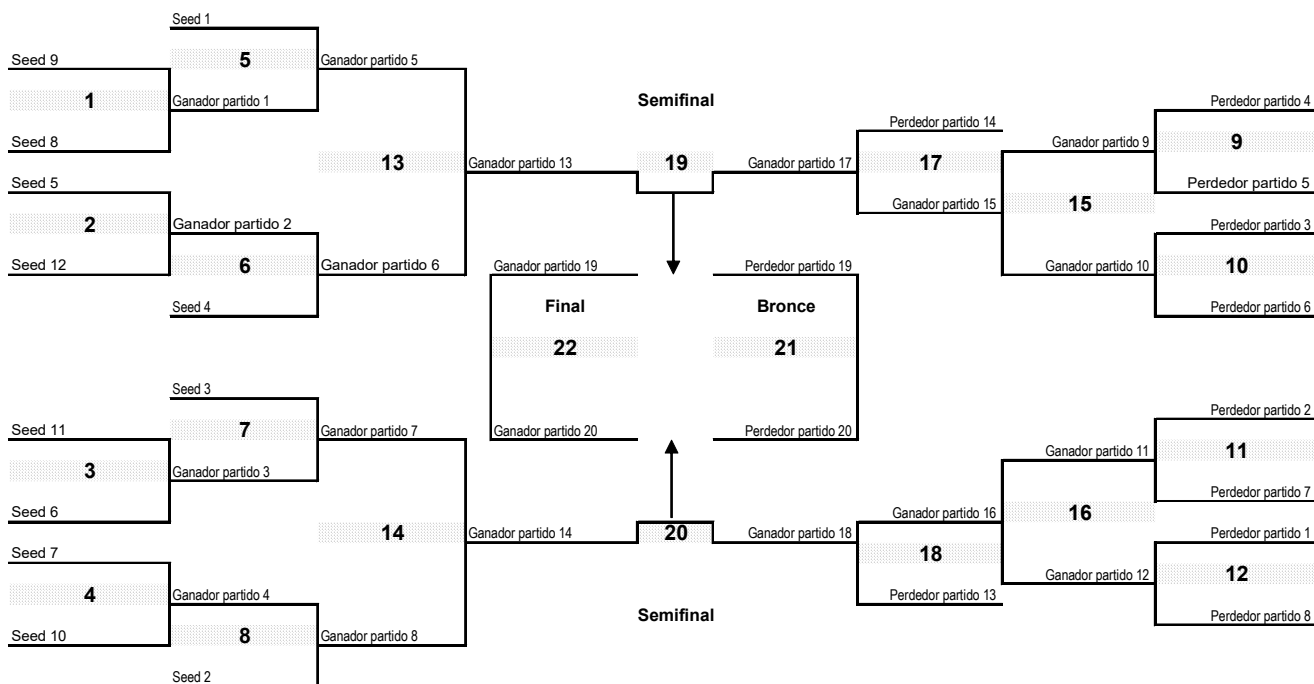 Seed 1
Seed 9
5
Ganador partido 5
1
Ganador partido 1
Seed 8
13
Ganador partido 13
Seed 5
2
Ganador partido 2
Seed 12
6
Ganador partido 6
Seed 4
Seed 3
Seed 11
7
Ganador partido 7
3
Ganador partido 3
Seed 6
14
Ganador partido 14
Seed 7
4
Ganador partido 4
Seed 10
8
Ganador partido 8
Seed 2
Semifinal
19
Ganador partido 19
Final
22
Ganador partido 20
Perdedor partido 19
Bronce
21
Perdedor partido 20
20
Semifinal
Ganador partido 17
Perdedor partido 14
17
Ganador partido 15
Ganador partido 9
15
Ganador partido 10
Perdedor partido 4
9
Perdedor partido 5
Perdedor partido 3
10
Perdedor partido 6
Ganador partido 18
Ganador partido 16
18
Perdedor partido 13
Ganador partido 11
16
Ganador partido 12
Perdedor partido 2
11
Perdedor partido 7
Perdedor partido 1
12
Perdedor partido 8